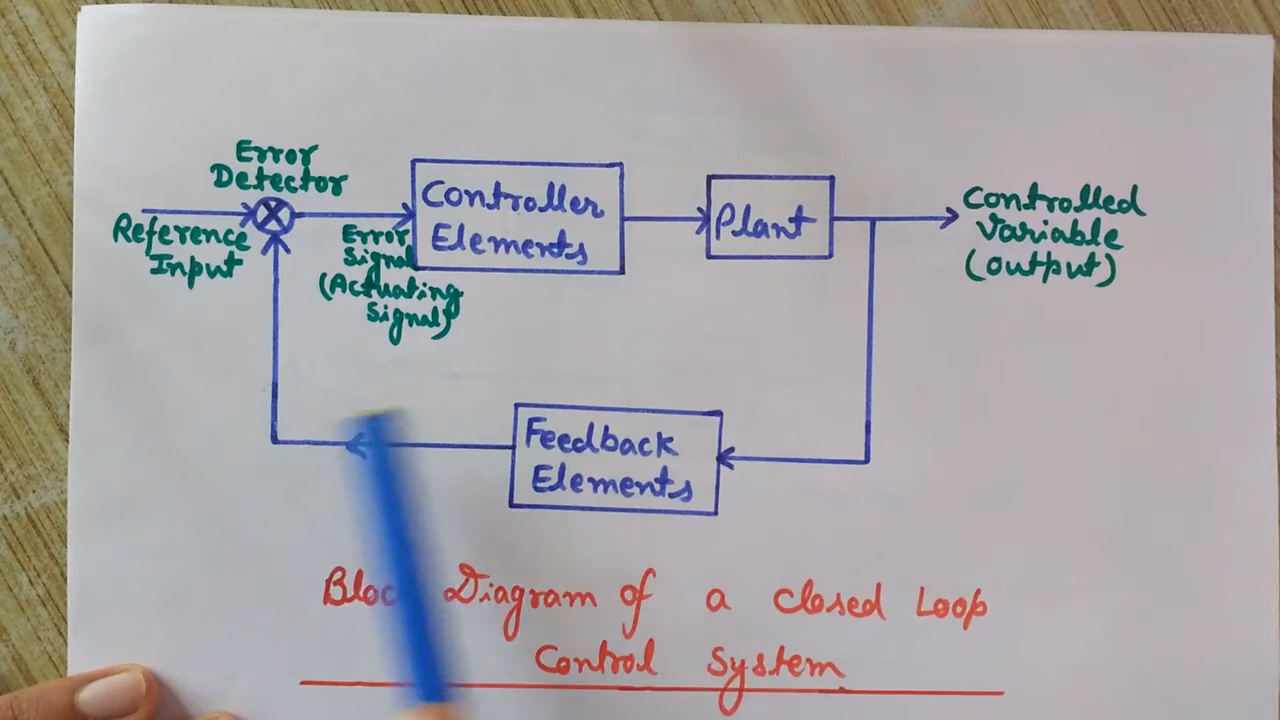 Error
Detector
Reference
Input
Error
Signal
(Actuating
Signal)
Controller
Elements
Plant
Controlled
Variable
(output)
Feedback
Elements
Diagram of a closed Loop
Control System